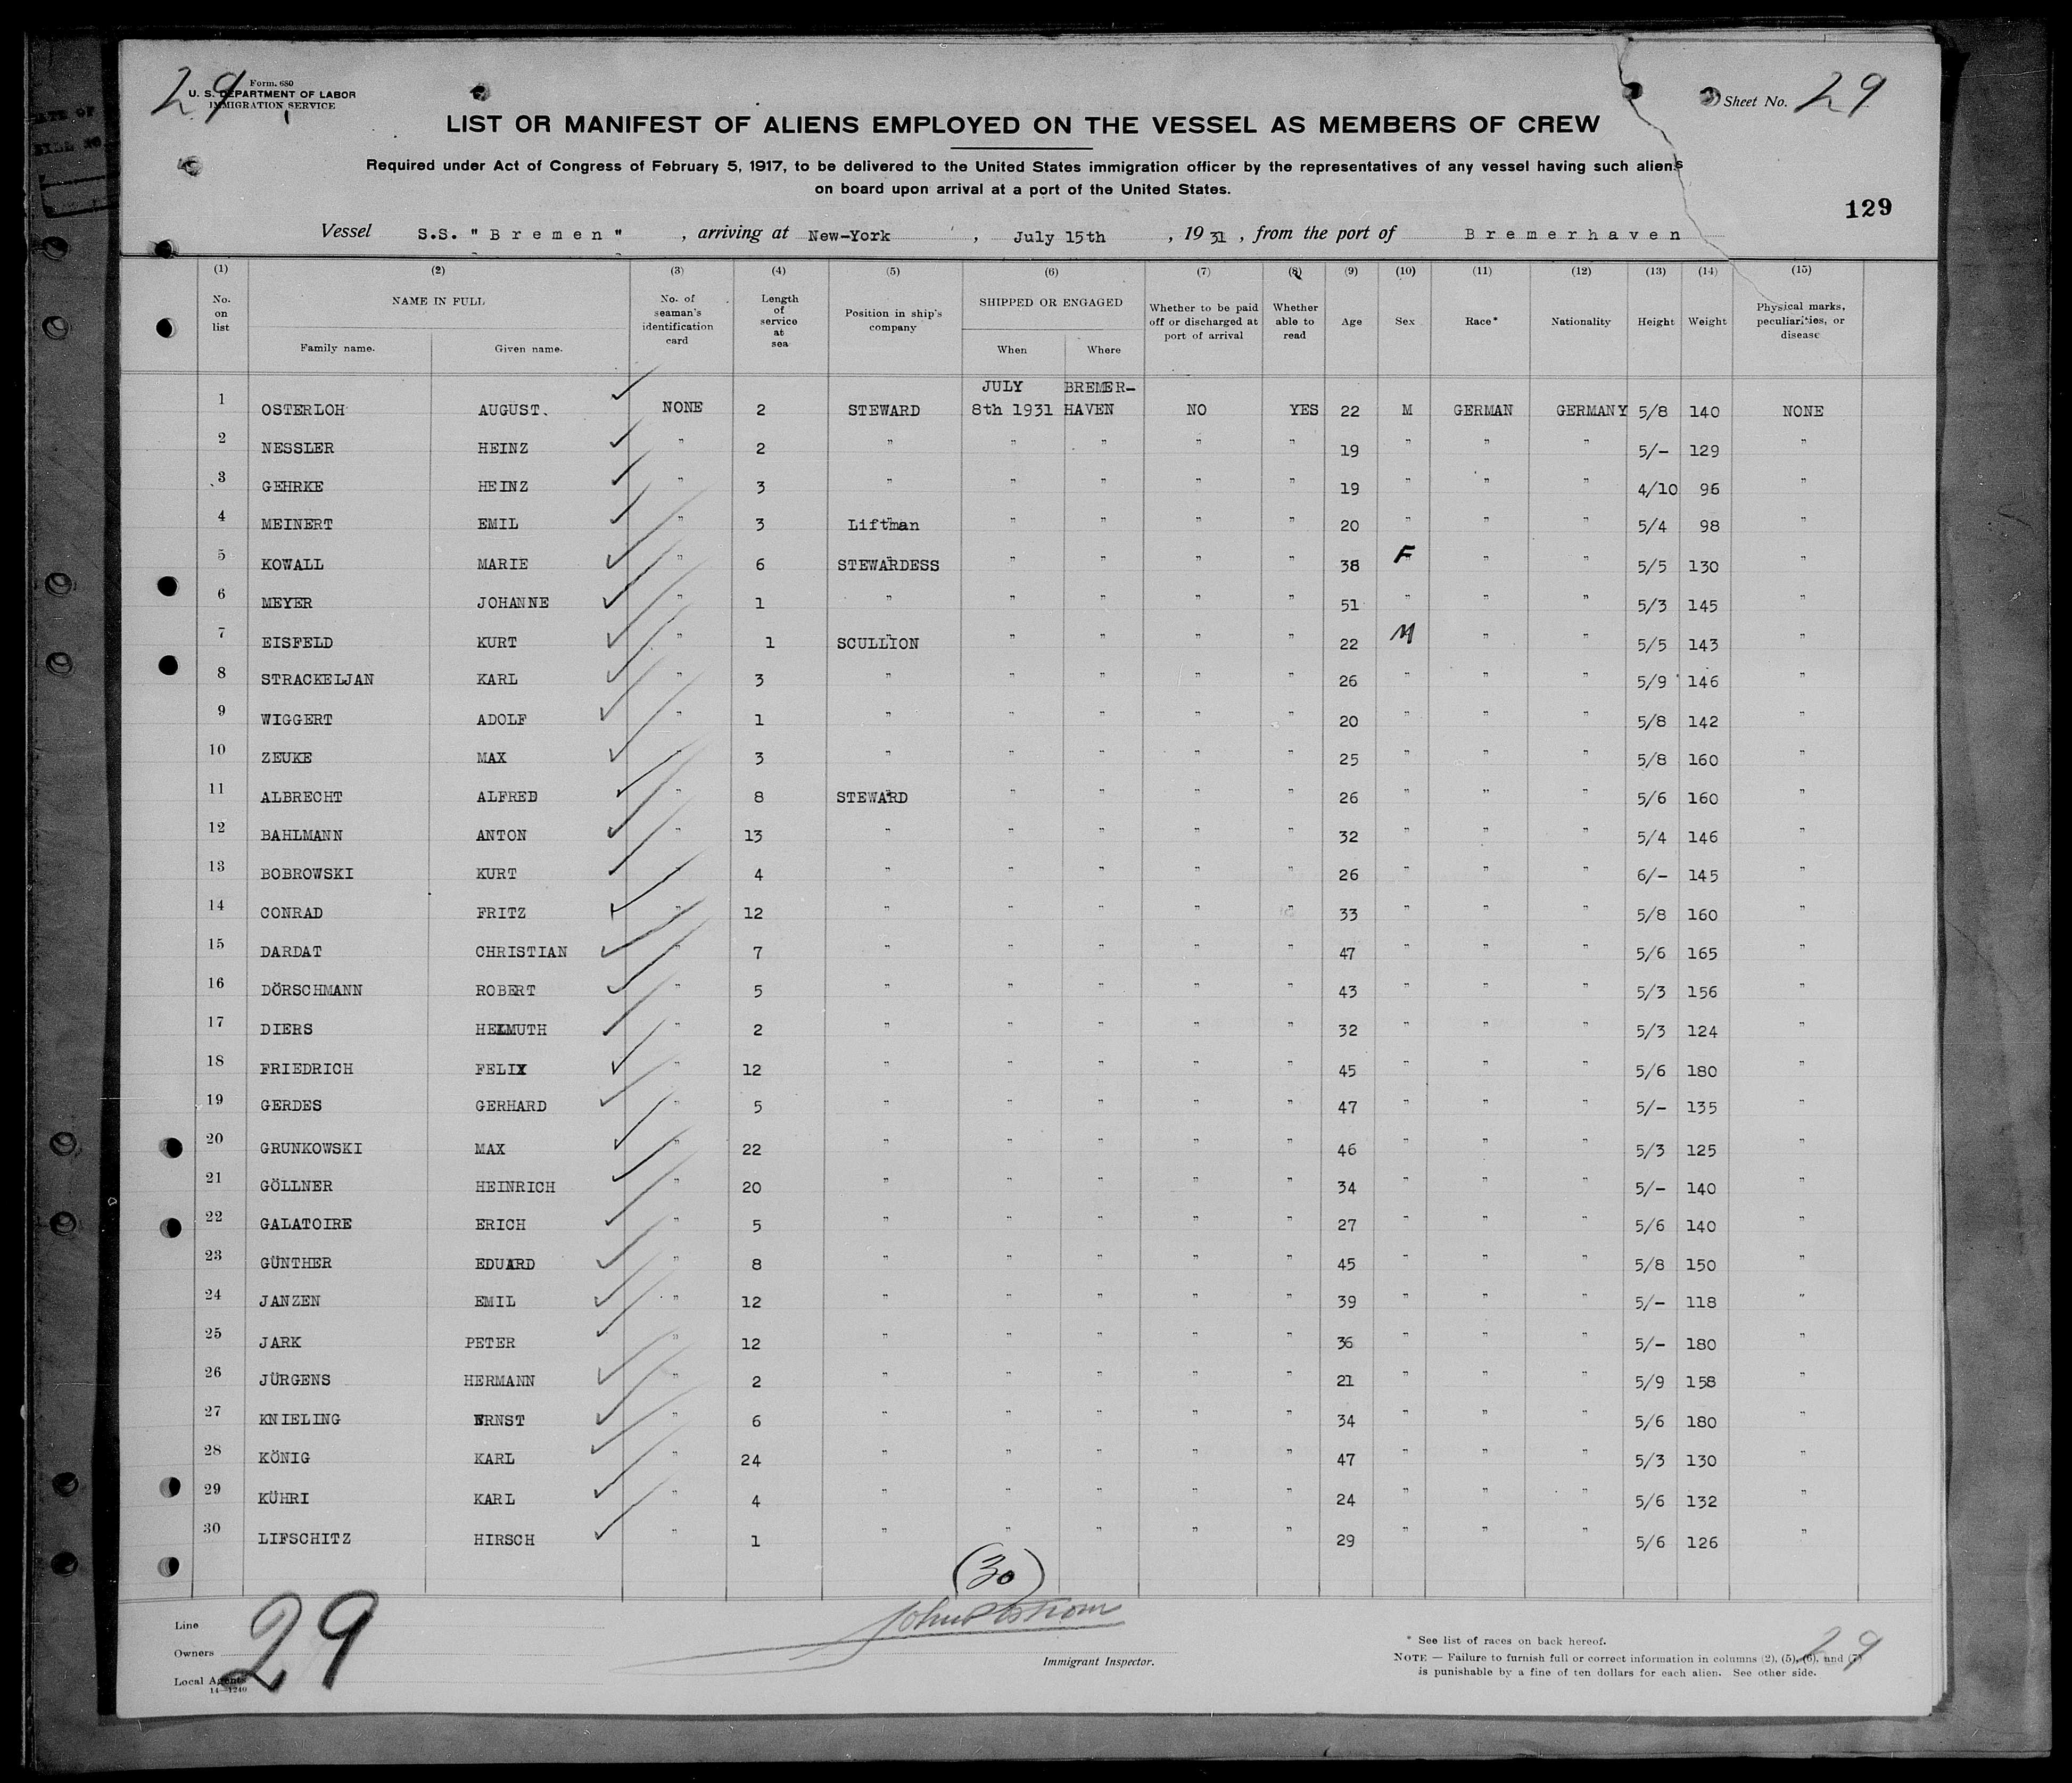 29
Form. 680
U. S. DEPARTMENT OF LABOR
IMMIGRATION SERVICE
Sheet No. 29
LIST OR MANIFEST OF ALIENS EMPLOYED ON THE VESSEL AS MEMBERS OF CREW
Required under Act of Congress of February 5, 1917, to be delivered to the United States immigration officer by the representatives of any vessel having such aliens
on board upon arrival at a port of the United States.
129
Vessel S.S. "Bremen", arriving at New-York, July 15th, 1931, from the port of Bremerhaven
(1) (2) (3) (4) (5) (6) (7) (8) (9) (10) (11) (12) (13) (14) (15)
No. on list NAME IN FULL Family name. Given name. No. of seaman's identification card Length of service at sea Position in ship's company SHIPPED OR ENGAGED When Where Whether to be paid off or discharged at port of arrival Whether able to read Age Sex Race* Nationality Height Weight Physical marks, peculiarities, or disease
JULY BREMER-
1 OSTERLOH AUGUST. NONE 2 STEWARD 8th 1931 HAVEN NO YES 22 M GERMAN GERMANY 5/8 140 NONE
2 NESSLER HEINZ " 2 " " " " " 19 " " " 5/- 129 "
3 GEHRKE HEINZ " 3 " " " " " 19 " " " 4/10 96 "
4 MEINERT EMIL " 3 Liftman " " " " 20 " " " 5/4 98 "
5 KOWALL MARIE " 6 STEWARDESS " " " " 38 F " " 5/5 130 "
6 MEYER JOHANNE " 1 " " " " " 51 " " " 5/3 145 "
7 EISFELD KURT " 1 SCULLION " " " " 22 M " " 5/5 143 "
8 STRACKELJAN KARL " 3 " " " " " 26 " " " 5/9 146 "
9 WIGGERT ADOLF " 1 " " " " " 20 " " " 5/8 142 "
10 ZEUKE MAX " 3 " " " " " 25 " " " 5/8 160 "
11 ALBRECHT ALFRED " 8 STEWARD " " " " 26 " " " 5/6 160 "
12 BAHLMANN ANTON " 13 " " " " " 32 " " " 5/4 146 "
13 BOBROWSKI KURT " 4 " " " " " 26 " " " 6/- 145 "
14 CONRAD FRITZ " 12 " " " " " 33 " " " 5/8 160 "
15 DARDAT CHRISTIAN " 7 " " " " " 47 " " " 5/6 165 "
16 DÖRSCHMANN ROBERT " 5 " " " " " 43 " " " 5/3 156 "
17 DIERS HELMUTH " 2 " " " " " 32 " " " 5/3 124 "
18 FRIEDRICH FELIX " 12 " " " " " 45 " " " 5/6 180 "
19 GERDES GERHARD " 5 " " " " " 47 " " " 5/- 135 "
20 GRUNKOWSKI MAX " 22 " " " " " 46 " " " 5/3 125 "
21 GÖLLNER HEINRICH " 20 " " " " " 34 " " " 5/- 140 "
22 GALATOIRE ERICH " 5 " " " " " 27 " " " 5/6 140 "
23 GÜNTHER EDUARD " 8 " " " " " 45 " " " 5/8 150 "
24 JANZEN EMIL " 12 " " " " " 39 " " " 5/- 118 "
25 JARK PETER " 12 " " " " " 36 " " " 5/- 180 "
26 JÜRGENS HERMANN " 2 " " " " " 21 " " " 5/9 158 "
27 KNIELING ERNST " 6 " " " " " 34 " " " 5/6 180 "
28 KÖNIG KARL " 24 " " " " " 47 " " " 5/3 130 "
29 KÜHRI KARL " 4 " " " " " 24 " " " 5/6 132 "
30 LIFSCHITZ HIRSCH " 1 " " " " " 29 " " " 5/6 126 "
(30)
Line
Owners
Local Agents
14—1240
29
Immigrant Inspector.
* See list of races on back hereof.
NOTE — Failure to furnish full or correct information in columns (2), (5), (6), and (7)
is punishable by a fine of ten dollars for each alien. See other side.
29